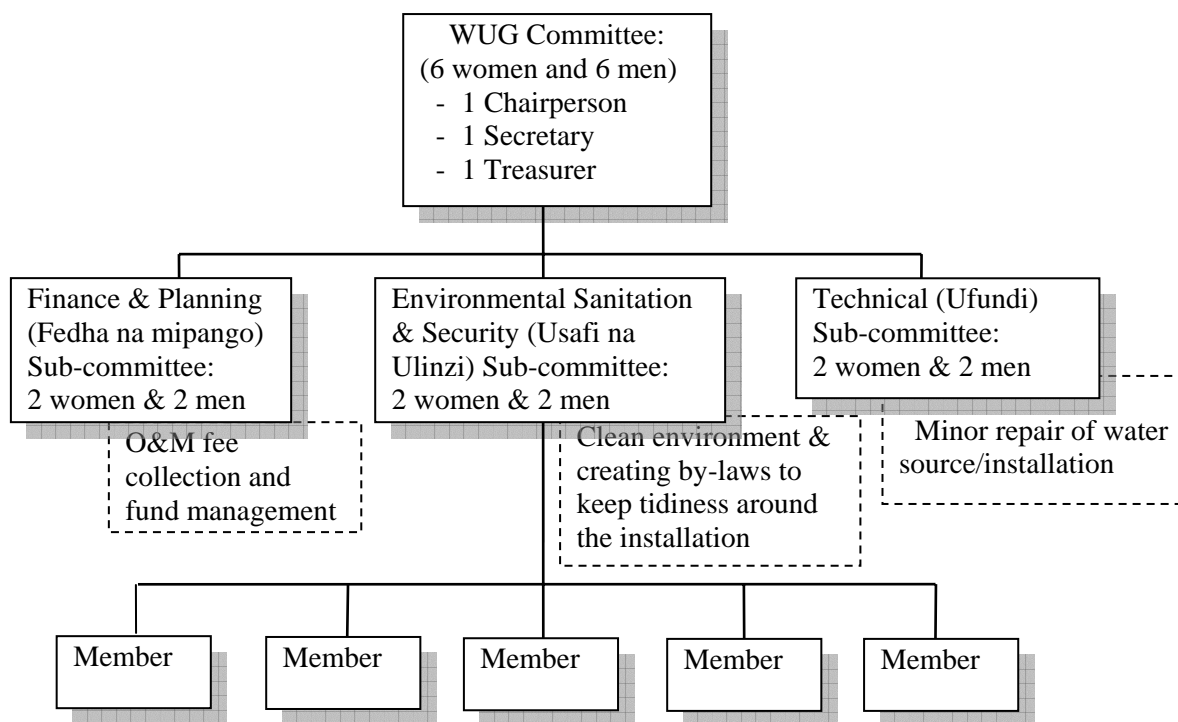 WUG Committee:
(6 women and 6 men)
- 1 Chairperson
- 1 Secretary
- 1 Treasurer
Finance & Planning
(Fedha na mipango)
Sub-committee:
2 women & 2 men
Environmental Sanitation
& Security (Usafi na
Ulinzi) Sub-committee:
2 women & 2 men
Technical (Ufundi)
Sub-committee:
2 women & 2 men
O&M fee
collection and
fund management
Clean environment &
creating by-laws to
keep tidiness around
the installation
Minor repair of water
source/installation
Member
Member
Member
Member
Member